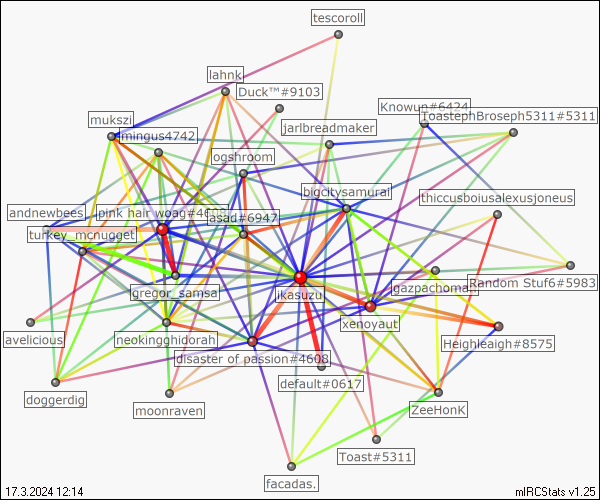 tescoroll
lahnk
Duck™#9103
Knowun#6424
mukszi
ToastephBroseph5311#5311
mingus4742
jarlbreadmaker
ogshroom
bigcitysamurai
thiccusboiusalexusjoneus
andnewbees
pink hair woag#4609
asad#6947
turkey_mcnugget
gregor_samsa
ikasuzu
gazpachoma
Random Stuf6#5983
xenoyaut
avelicious
neokingghidorah
Heighleaigh#8575
disaster of passion#4608
default#0617
doggerdig
moonraven
ZeeHonK
Toast#5311
facadas.
17.3.2024 12:14
mIRCStats v1.25